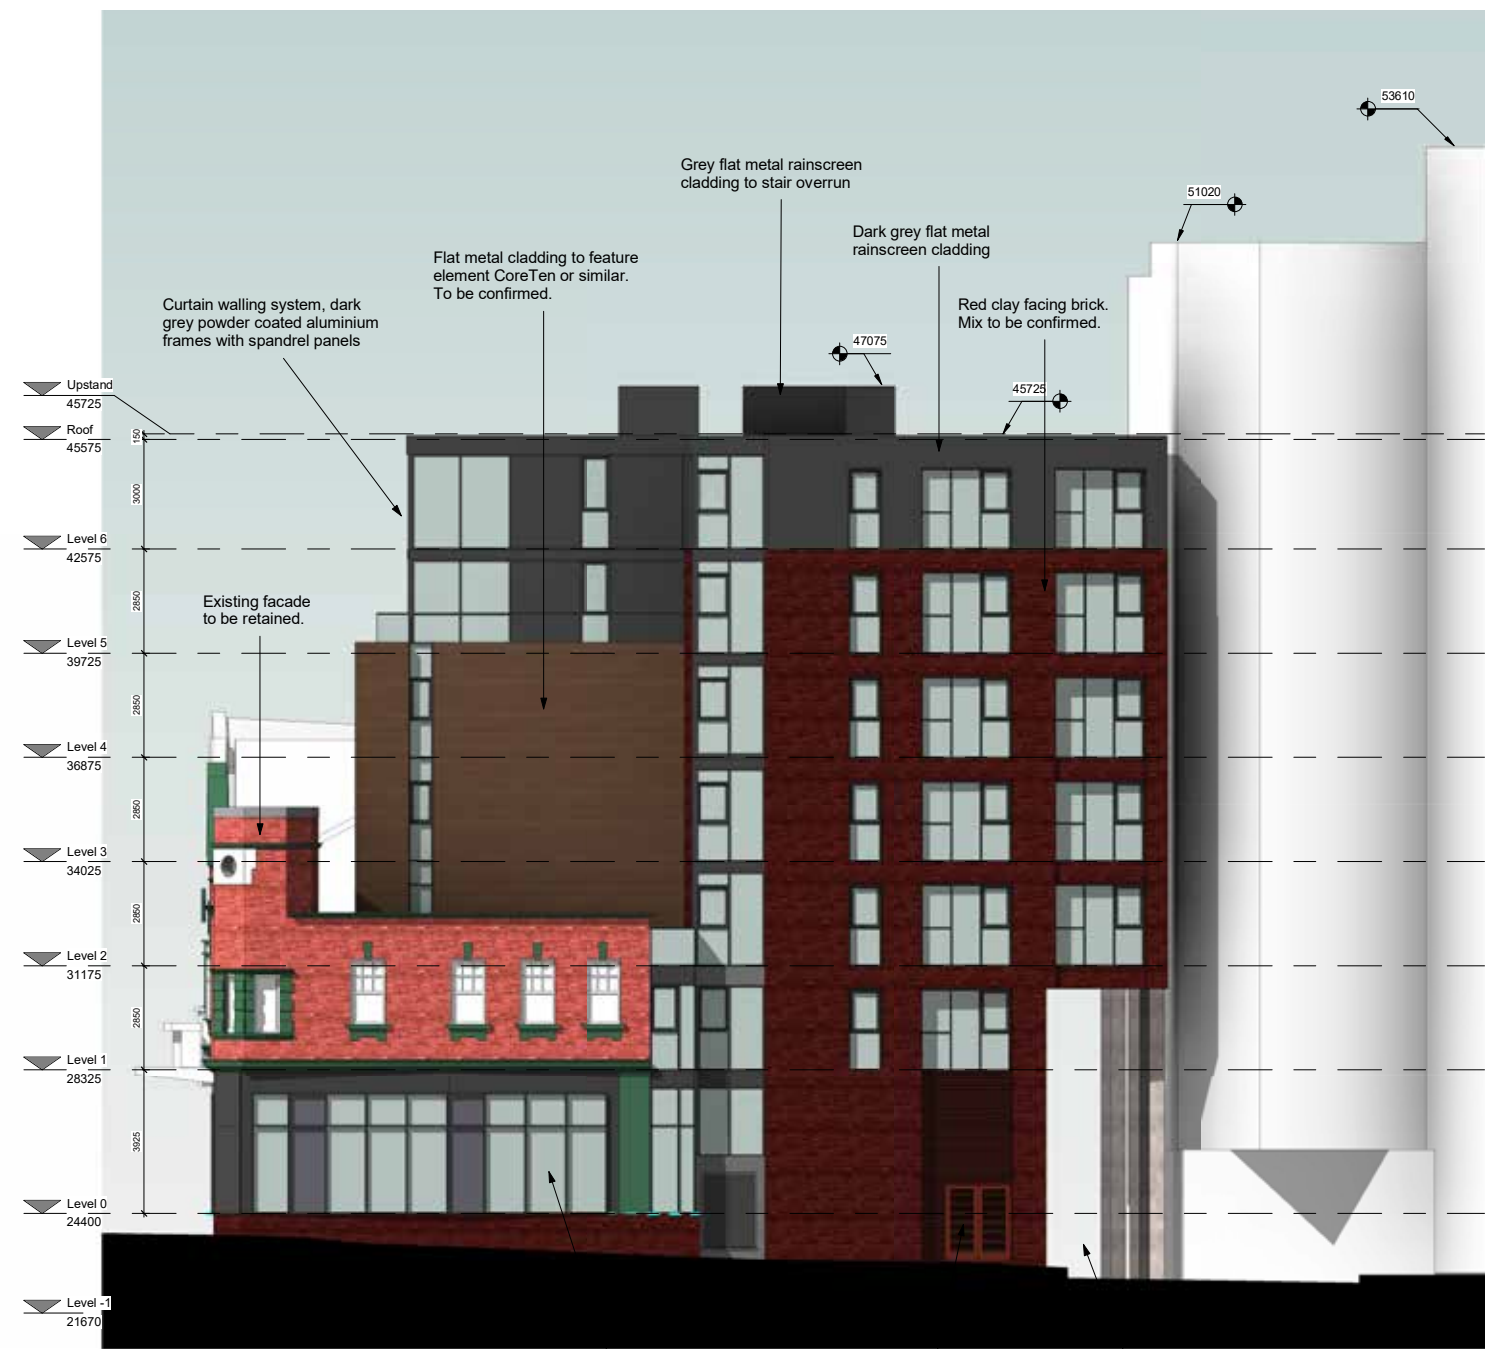 53610
Grey flat metal rainscreen
cladding to stair overrun
51020
Dark grey flat metal
rainscreen cladding
Flat metal cladding to feature
element CoreTen or similar.
To be confirmed.
Curtain walling system, dark
grey powder coated aluminium
frames with spandrel panels
Red clay facing brick.
Mix to be confirmed.
47075
45725
Upstand
45725
Roof
45575
150
3000
Level 6
42575
2850
Existing facade
to be retained.
Level 5
39725
2850
Level 4
36875
2850
Level 3
34025
2850
Level 2
31175
2850
Level 1
28325
3925
Level 0
24400
Level -1
21670